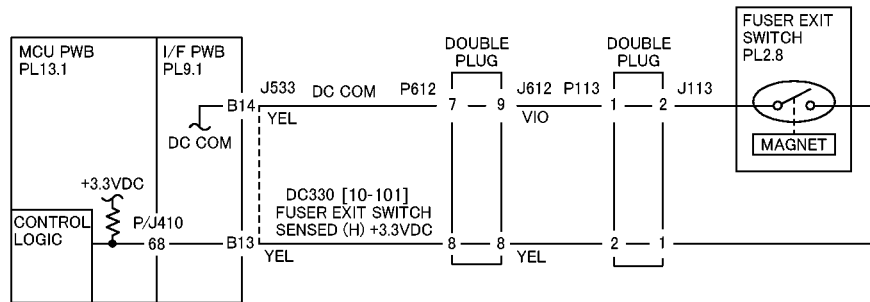 MCU PWB
PL13.1
I/F PWB
PL9.1
DOUBLE
PLUG
DOUBLE
PLUG
FUSER EXIT
SWITCH
PL2.8
J533
DC COM
P612
J612
P113
J113
B14
7
9
1
2
YEL
VIO
DC COM
MAGNET
+3.3VDC
DC330 [10-101]
FUSER EXIT SWITCH
SENSED (H) +3.3VDC
CONTROL
LOGIC
P/J410
68
B13
8
8
2
1
YEL
YEL